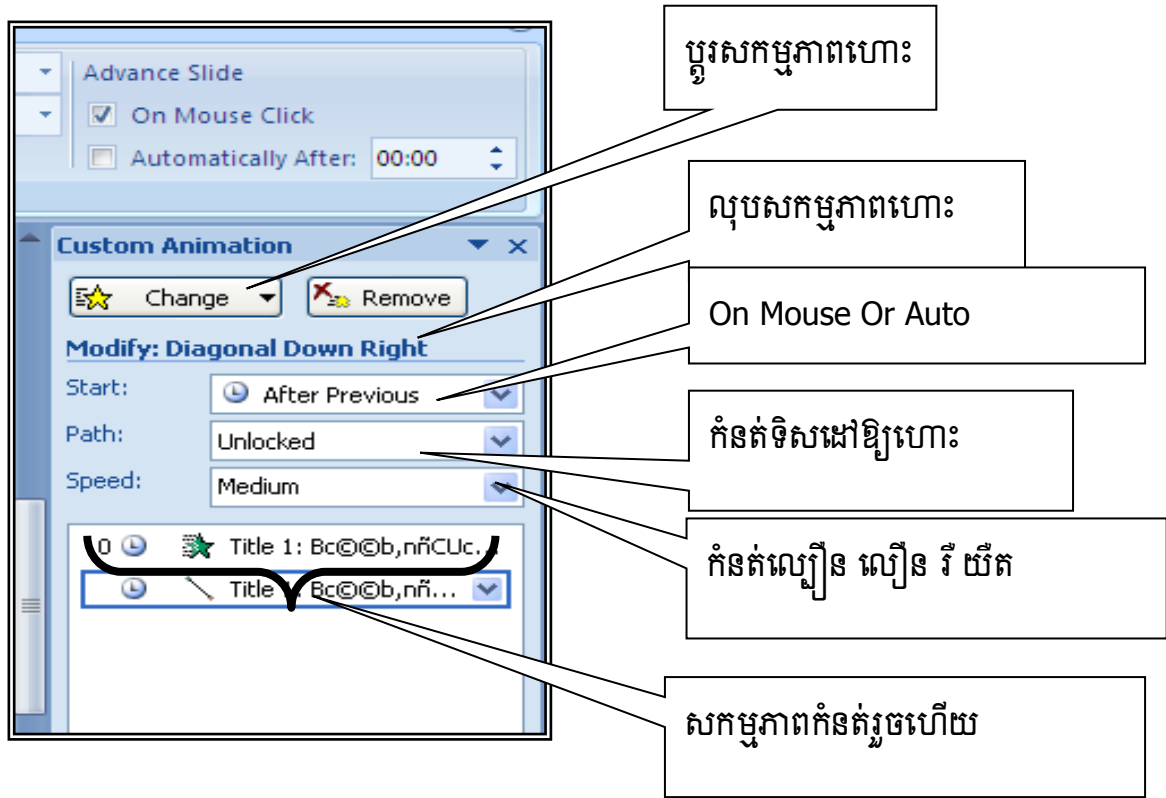 Advance Slide
On Mouse Click
Automatically After: 00:00
Custom Animation
Change
Remove
Modify: Diagonal Down Right
Start: After Previous
Path: Unlocked
Speed: Medium
0 Title 1: Bc©©b,nñCUc...
Title 1: Bc©©b,nñ...
ប្តូរសកម្មភាពហោះ
លុបសកម្មភាពហោះ
On Mouse Or Auto
កំនត់ទិសដៅឱ្យហោះ
កំនត់ល្បឿន លឿន រឺ យឺត
សកម្មភាពកំនត់រួចហើយ